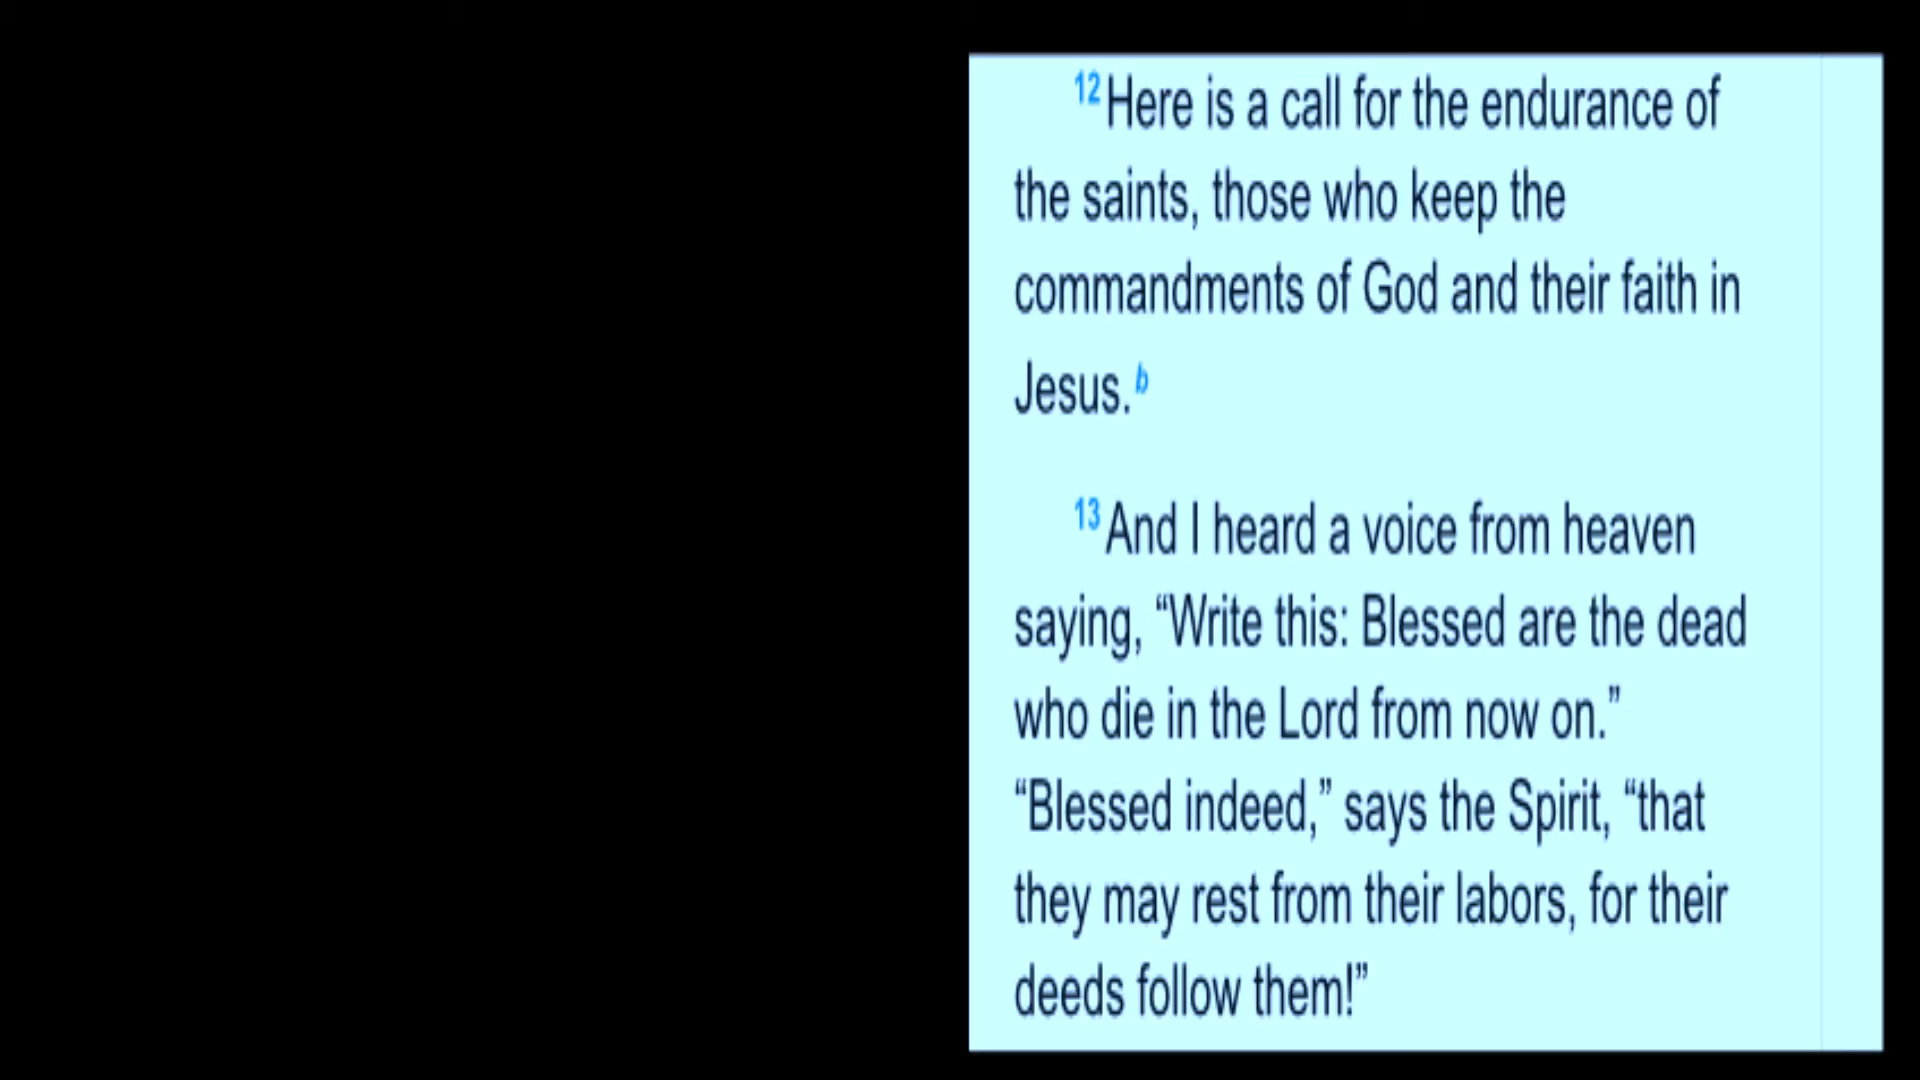 12 Here is a call for the endurance of
the saints, those who keep the
commandments of God and their faith in
Jesus. b
13 And I heard a voice from heaven
saying, “Write this: Blessed are the dead
who die in the Lord from now on.”
“Blessed indeed,” says the Spirit, “that
they may rest from their labors, for their
deeds follow them!”